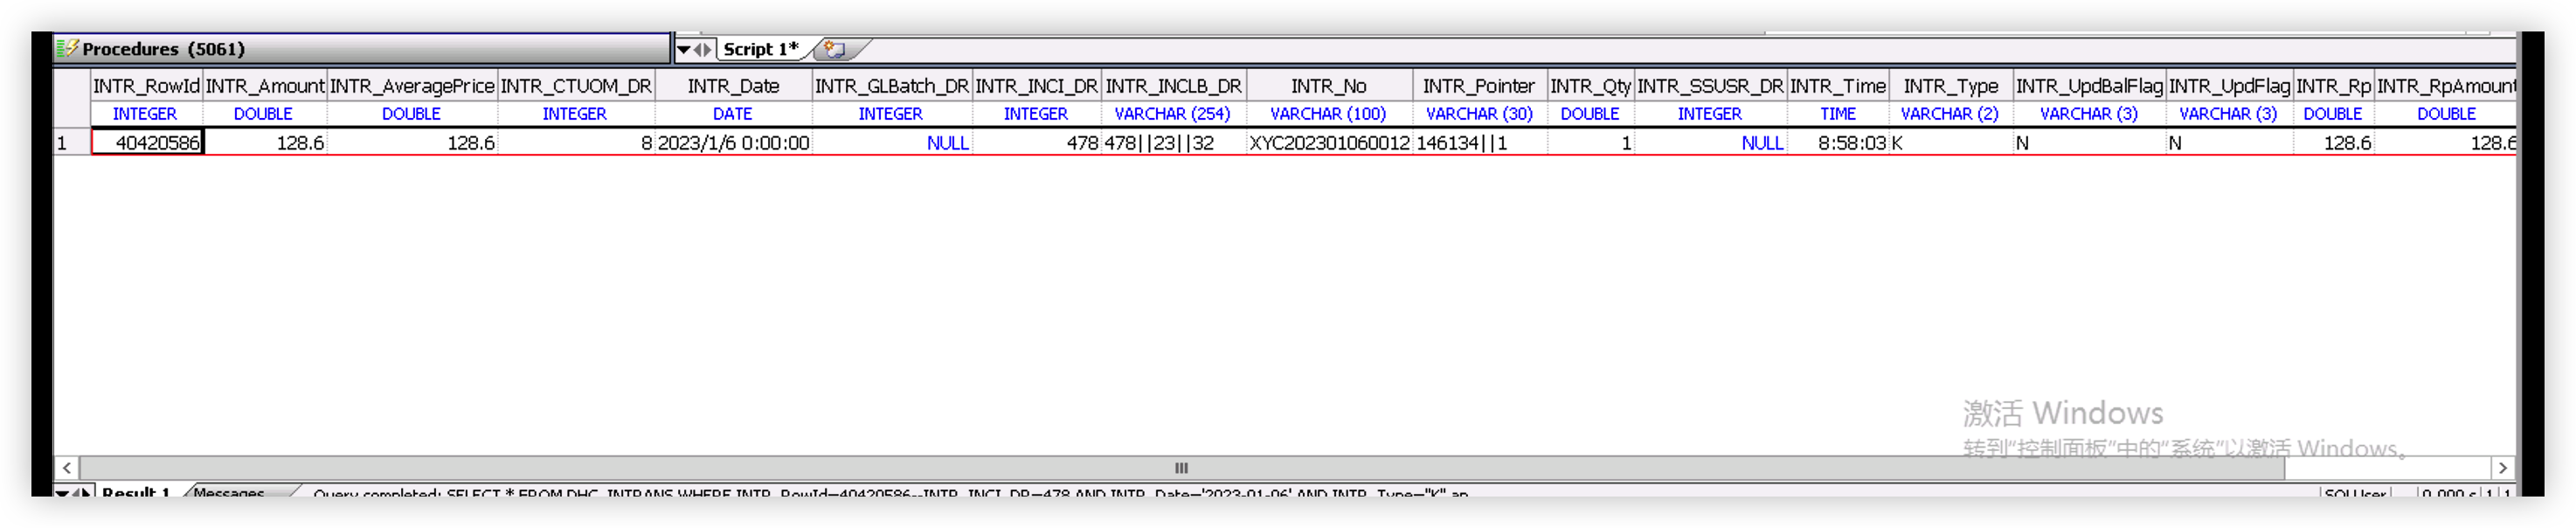 Procedures (5061)
Script 1*
INTR_RowId INTR_Amount INTR_AveragePrice INTR_CTUOM_DR INTR_Date INTR_GLBatch_DR INTR_INCI_DR INTR_INCLB_DR INTR_No INTR_Pointer INTR_Qty INTR_SSUSR_DR INTR_Time INTR_Type INTR_UpdBalFlag INTR_UpdFlag INTR_Rp INTR_RpAmount
INTEGER DOUBLE DOUBLE INTEGER DATE INTEGER INTEGER VARCHAR (254) VARCHAR (100) VARCHAR (30) DOUBLE INTEGER TIME VARCHAR (2) VARCHAR (3) VARCHAR (3) DOUBLE DOUBLE
1 40420586 128.6 128.6 8 2023/1/6 0:00:00 NULL 478 478||23||32 XYC202301060012 146134||1 1 NULL 8:58:03 K N N 128.6 128.6
激活 Windows
转到“控制面板”中的“系统”以激活 Windows。
Result 1 Messages Query completed: SELECT * FROM DHC_INTRANS WHERE INTR_RowId=40420586--INTR_INCI_DR=478 AND INTR_Date='2023-01-06' AND INTR_Type="K" an SQLUser 0.000 s 1 1